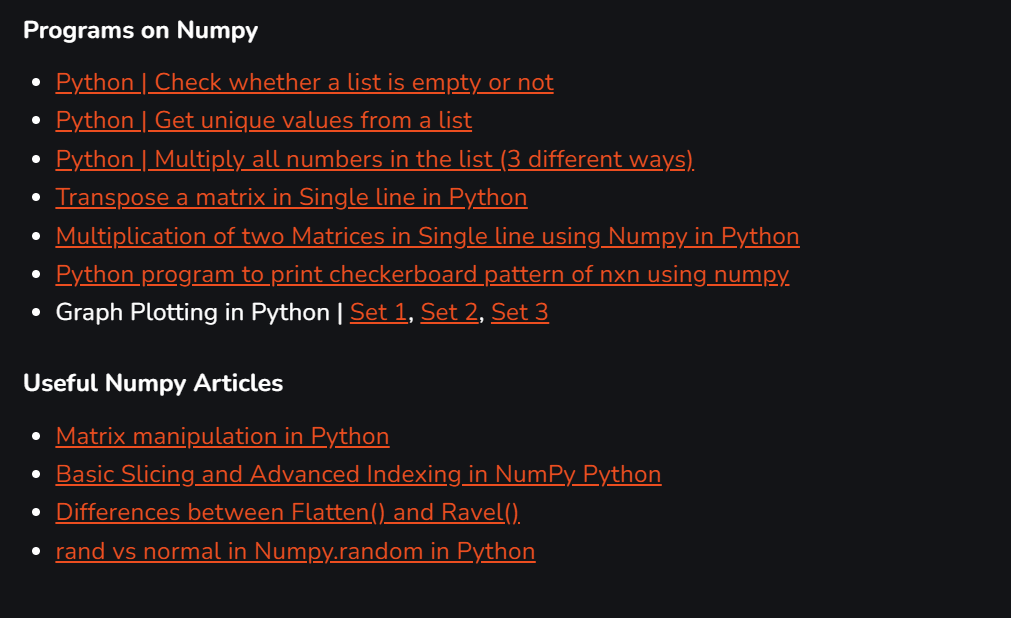 Programs on Numpy
Python | Check whether a list is empty or not
Python | Get unique values from a list
Python | Multiply all numbers in the list (3 different ways)
Transpose a matrix in Single line in Python
Multiplication of two Matrices in Single line using Numpy in Python
Python program to print checkerboard pattern of nxn using numpy
Graph Plotting in Python | Set 1, Set 2, Set 3
Useful Numpy Articles
Matrix manipulation in Python
Basic Slicing and Advanced Indexing in NumPy Python
Differences between Flatten() and Ravel()
rand vs normal in Numpy.random in Python